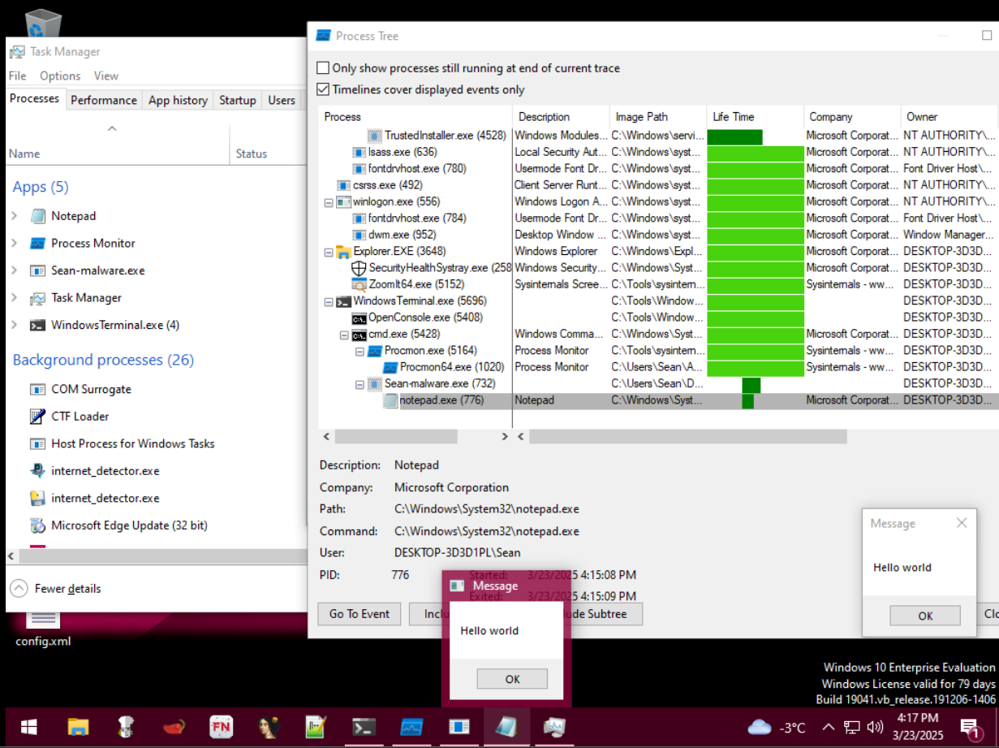 Task Manager
File Options View
Processes Performance App history Startup Users
Name Status
Apps (5)
Notepad
Process Monitor
Sean-malware.exe
Task Manager
WindowsTerminal.exe (4)
Background processes (26)
COM Surrogate
CTF Loader
Host Process for Windows Tasks
internet_detector.exe
internet_detector.exe
Microsoft Edge Update (32 bit)
Fewer details
config.xml
Process Tree
Only show processes still running at end of current trace
Timelines cover displayed events only
Process Description Image Path Life Time Company Owner
TrustedInstaller.exe (4528) Windows Modules... C:\Windows\servi... Microsoft Corporat... NT AUTHORITY\...
lsass.exe (636) Local Security Aut... C:\Windows\syst... Microsoft Corporat... NT AUTHORITY\...
fontdrvhost.exe (780) Usermode Font Dr... C:\Windows\syst... Microsoft Corporat... Font Driver Host\...
csrss.exe (492) Client Server Runt... C:\Windows\syst... Microsoft Corporat... NT AUTHORITY\...
winlogon.exe (556) Windows Logon A... C:\Windows\syst... Microsoft Corporat... NT AUTHORITY\...
fontdrvhost.exe (784) Usermode Font Dr... C:\Windows\syst... Microsoft Corporat... Font Driver Host\...
dwm.exe (952) Desktop Window ... C:\Windows\syst... Microsoft Corporat... Window Manager...
Explorer.EXE (3648) Windows Explorer C:\Windows\Expl... Microsoft Corporat... DESKTOP-3D3D...
SecurityHealthSystray.exe (258 Windows Security... C:\Windows\Syst... Microsoft Corporat... DESKTOP-3D3D...
ZoomIt64.exe (5152) Sysinternals Scree... C:\Tools\sysintern... Sysinternals - ww... DESKTOP-3D3D...
WindowsTerminal.exe (5696) C:\Tools\Window... DESKTOP-3D3D...
OpenConsole.exe (5408) C:\Tools\Window... DESKTOP-3D3D...
cmd.exe (5428) Windows Comma... C:\Windows\Syst... Microsoft Corporat... DESKTOP-3D3D...
Procmon.exe (5164) Process Monitor C:\Tools\sysintern... Sysinternals - ww... DESKTOP-3D3D...
Procmon64.exe (1020) Process Monitor C:\Users\Sean\A... Sysinternals - ww... DESKTOP-3D3D...
Sean-malware.exe (732) C:\Users\Sean\D... DESKTOP-3D3D...
notepad.exe (776) Notepad C:\Windows\Syst... Microsoft Corporat... DESKTOP-3D3D...
Description: Notepad
Company: Microsoft Corporation
Path: C:\Windows\System32\notepad.exe
Command: C:\Windows\System32\notepad.exe
User: DESKTOP-3D3D1PL\Sean
PID: 776 Started: 3/23/2025 4:15:08 PM
Exited: 3/23/2025 4:15:09 PM
Go To Event Inclu ude Subtree Clo
Message
Hello world
OK
Message
Hello world
OK
Windows 10 Enterprise Evaluation
Windows License valid for 79 days
Build 19041.vb_release.191206-1406
FN
-3°C
4:17 PM
3/23/2025
1